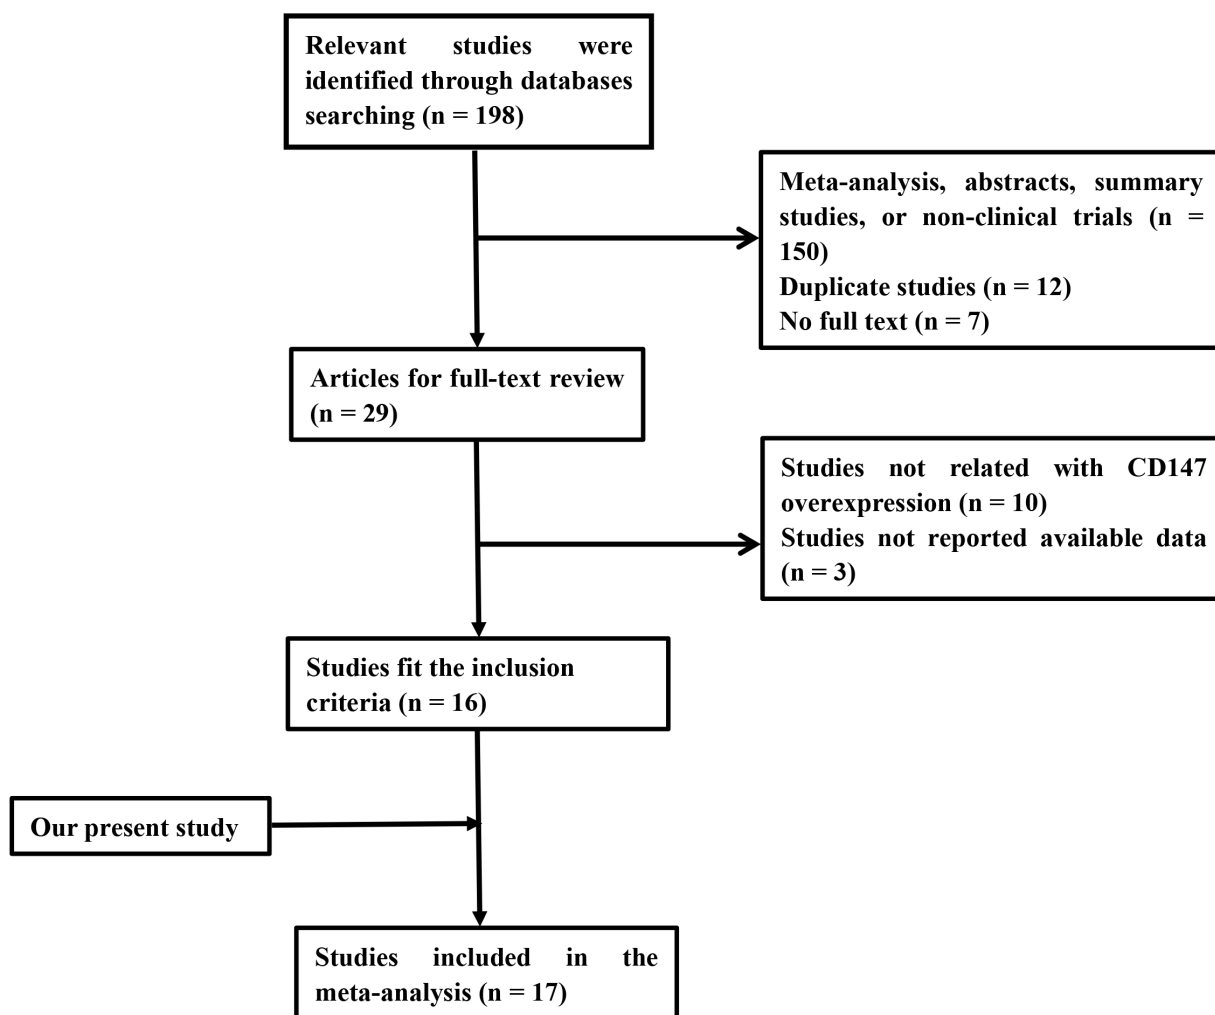 Relevant studies were
identified through databases
searching (n = 198)
Meta-analysis, abstracts, summary
studies, or non-clinical trials (n =
150)
Duplicate studies (n = 12)
No full text (n = 7)
Articles for full-text review
(n = 29)
Studies not related with CD147
overexpression (n = 10)
Studies not reported available data
(n = 3)
Studies fit the inclusion
criteria (n = 16)
Our present study
Studies included in the
meta-analysis (n = 17)